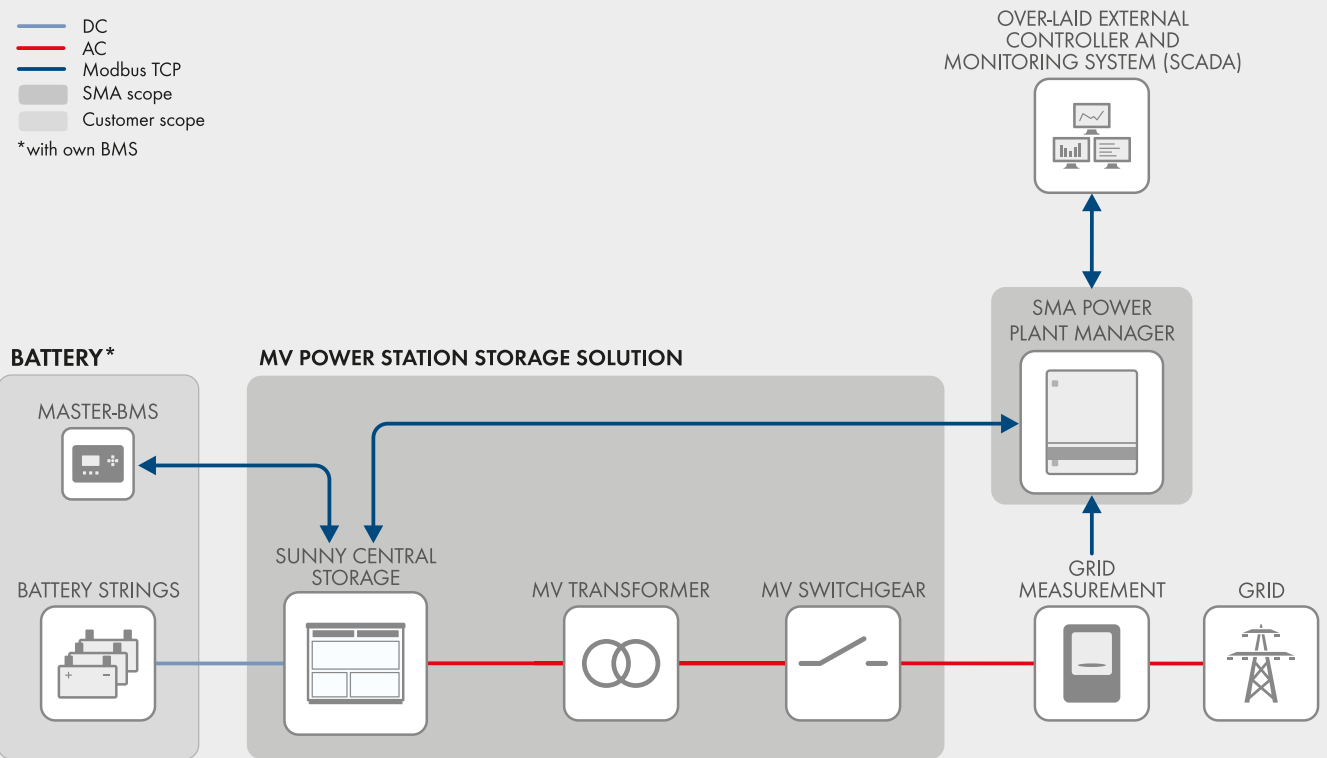 DC
AC
Modbus TCP
SMA scope
Customer scope
*with own BMS
OVER-LAID EXTERNAL
CONTROLLER AND
MONITORING SYSTEM (SCADA)
SMA POWER
PLANT MANAGER
BATTERY*
MV POWER STATION STORAGE SOLUTION
MASTER-BMS
SUNNY CENTRAL
STORAGE
BATTERY STRINGS
MV TRANSFORMER
MV SWITCHGEAR
GRID
MEASUREMENT
GRID